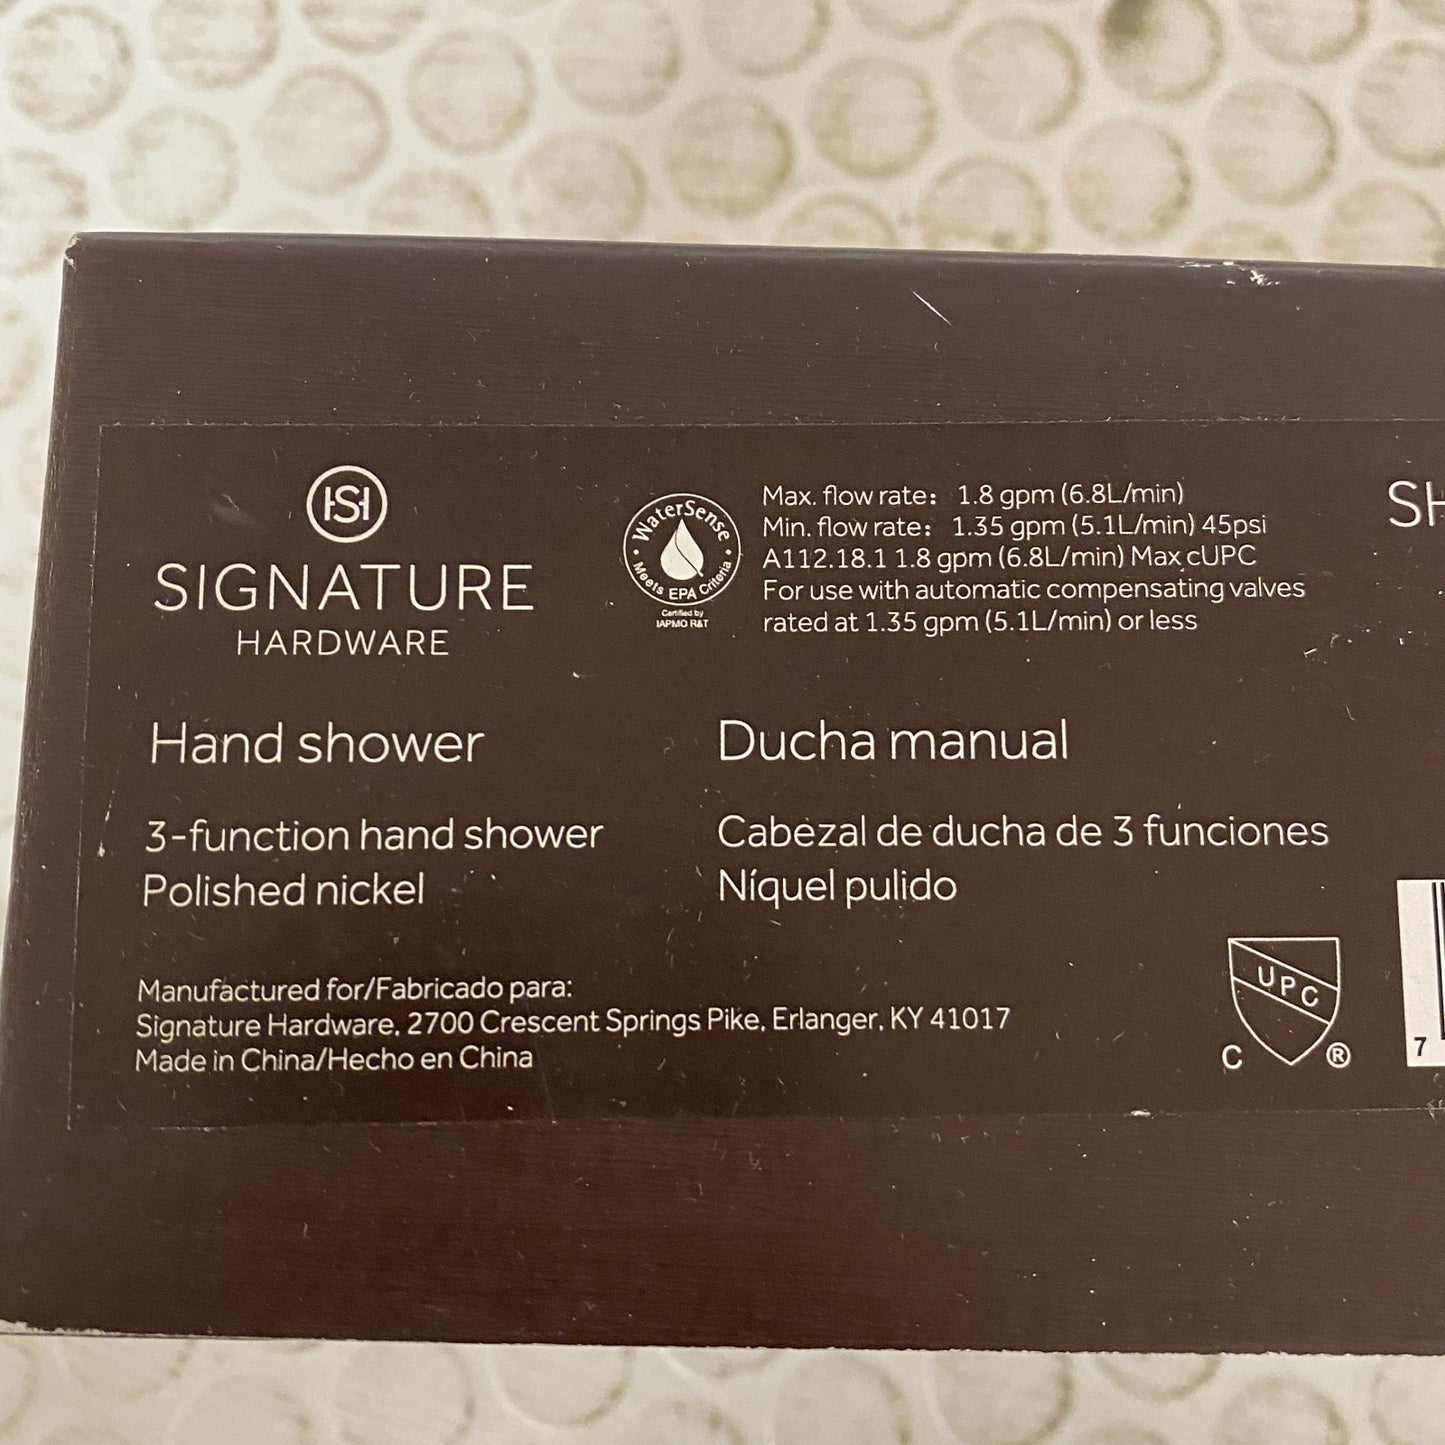 SIGNATURE
HARDWARE
WaterSense
Meets EPA Criteria
Certified by
IAPMO R&T
Max. flow rate: 1.8 gpm (6.8L/min)
Min. flow rate: 1.35 gpm (5.1L/min) 45psi
A112.18.1 1.8 gpm (6.8L/min) Max cUPC
For use with automatic compensating valves
rated at 1.35 gpm (5.1L/min) or less
SH
Hand shower
3-function hand shower
Polished nickel
Ducha manual
Cabezal de ducha de 3 funciones
Níquel pulido
Manufactured for/Fabricado para:
Signature Hardware, 2700 Crescent Springs Pike, Erlanger, KY 41017
Made in China/Hecho en China
UPC
C ®
7